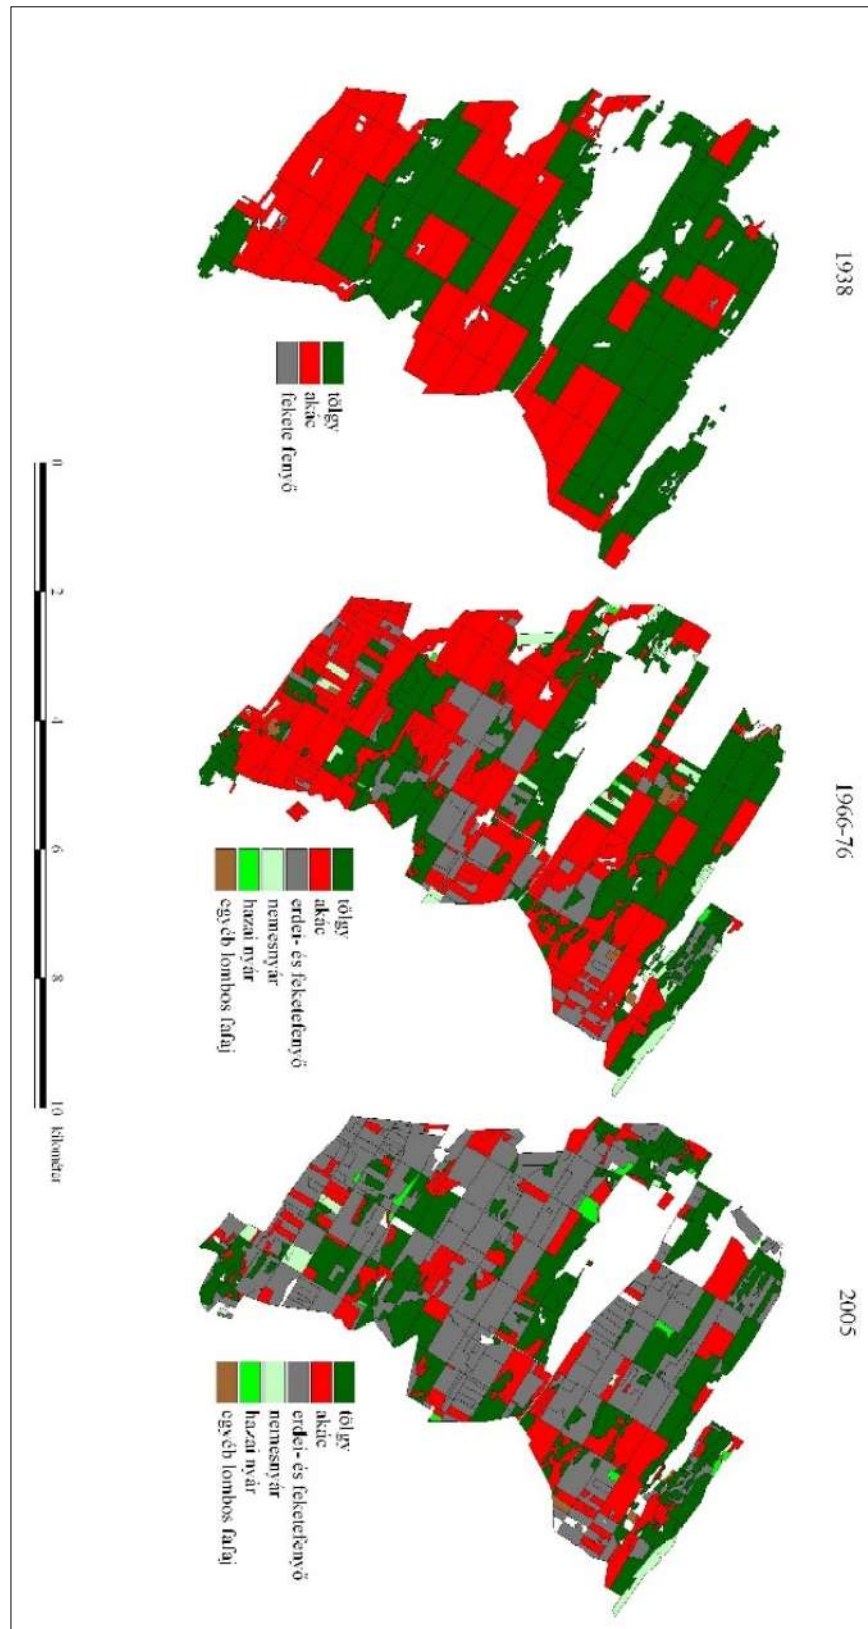 1938
tölgy
akác
fekete fenyő
1966-76
tölgy
akác
erdei- és feketefenyő
nemesnyár
hazai nyár
egyéb lombos fafaj
2005
tölgy
akác
erdei- és feketefenyő
nemesnyár
hazai nyár
egyéb lombos fafaj
0 2 4 6 8 10 kilométer